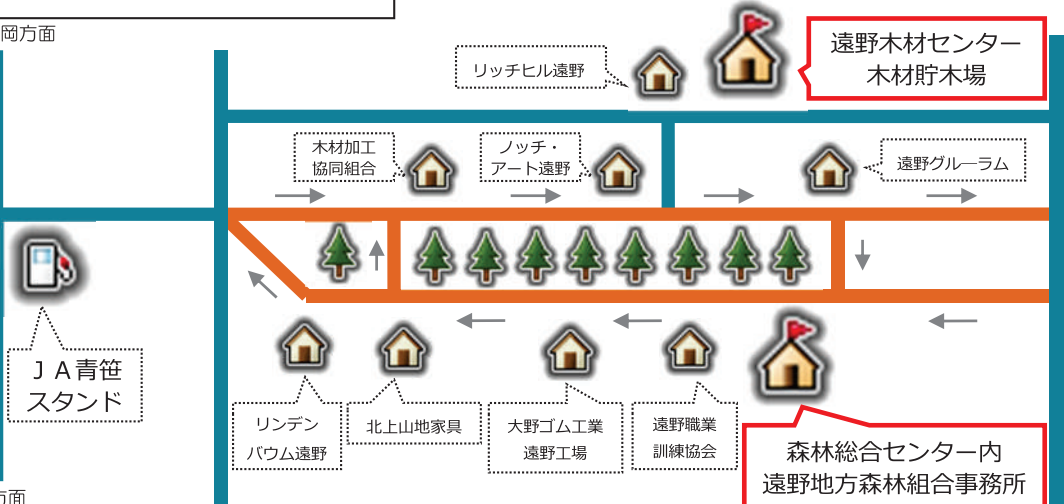 岡方面
リッチヒル遠野
遠野木材センター
木材貯木場
木材加工
協同組合
ノッチ・
アート遠野
遠野グルーラム
ＪＡ青笹
スタンド
リンデン
バウム遠野
北上山地家具
大野ゴム工業
遠野工場
遠野職業
訓練協会
森林総合センター内
遠野地方森林組合事務所
方面